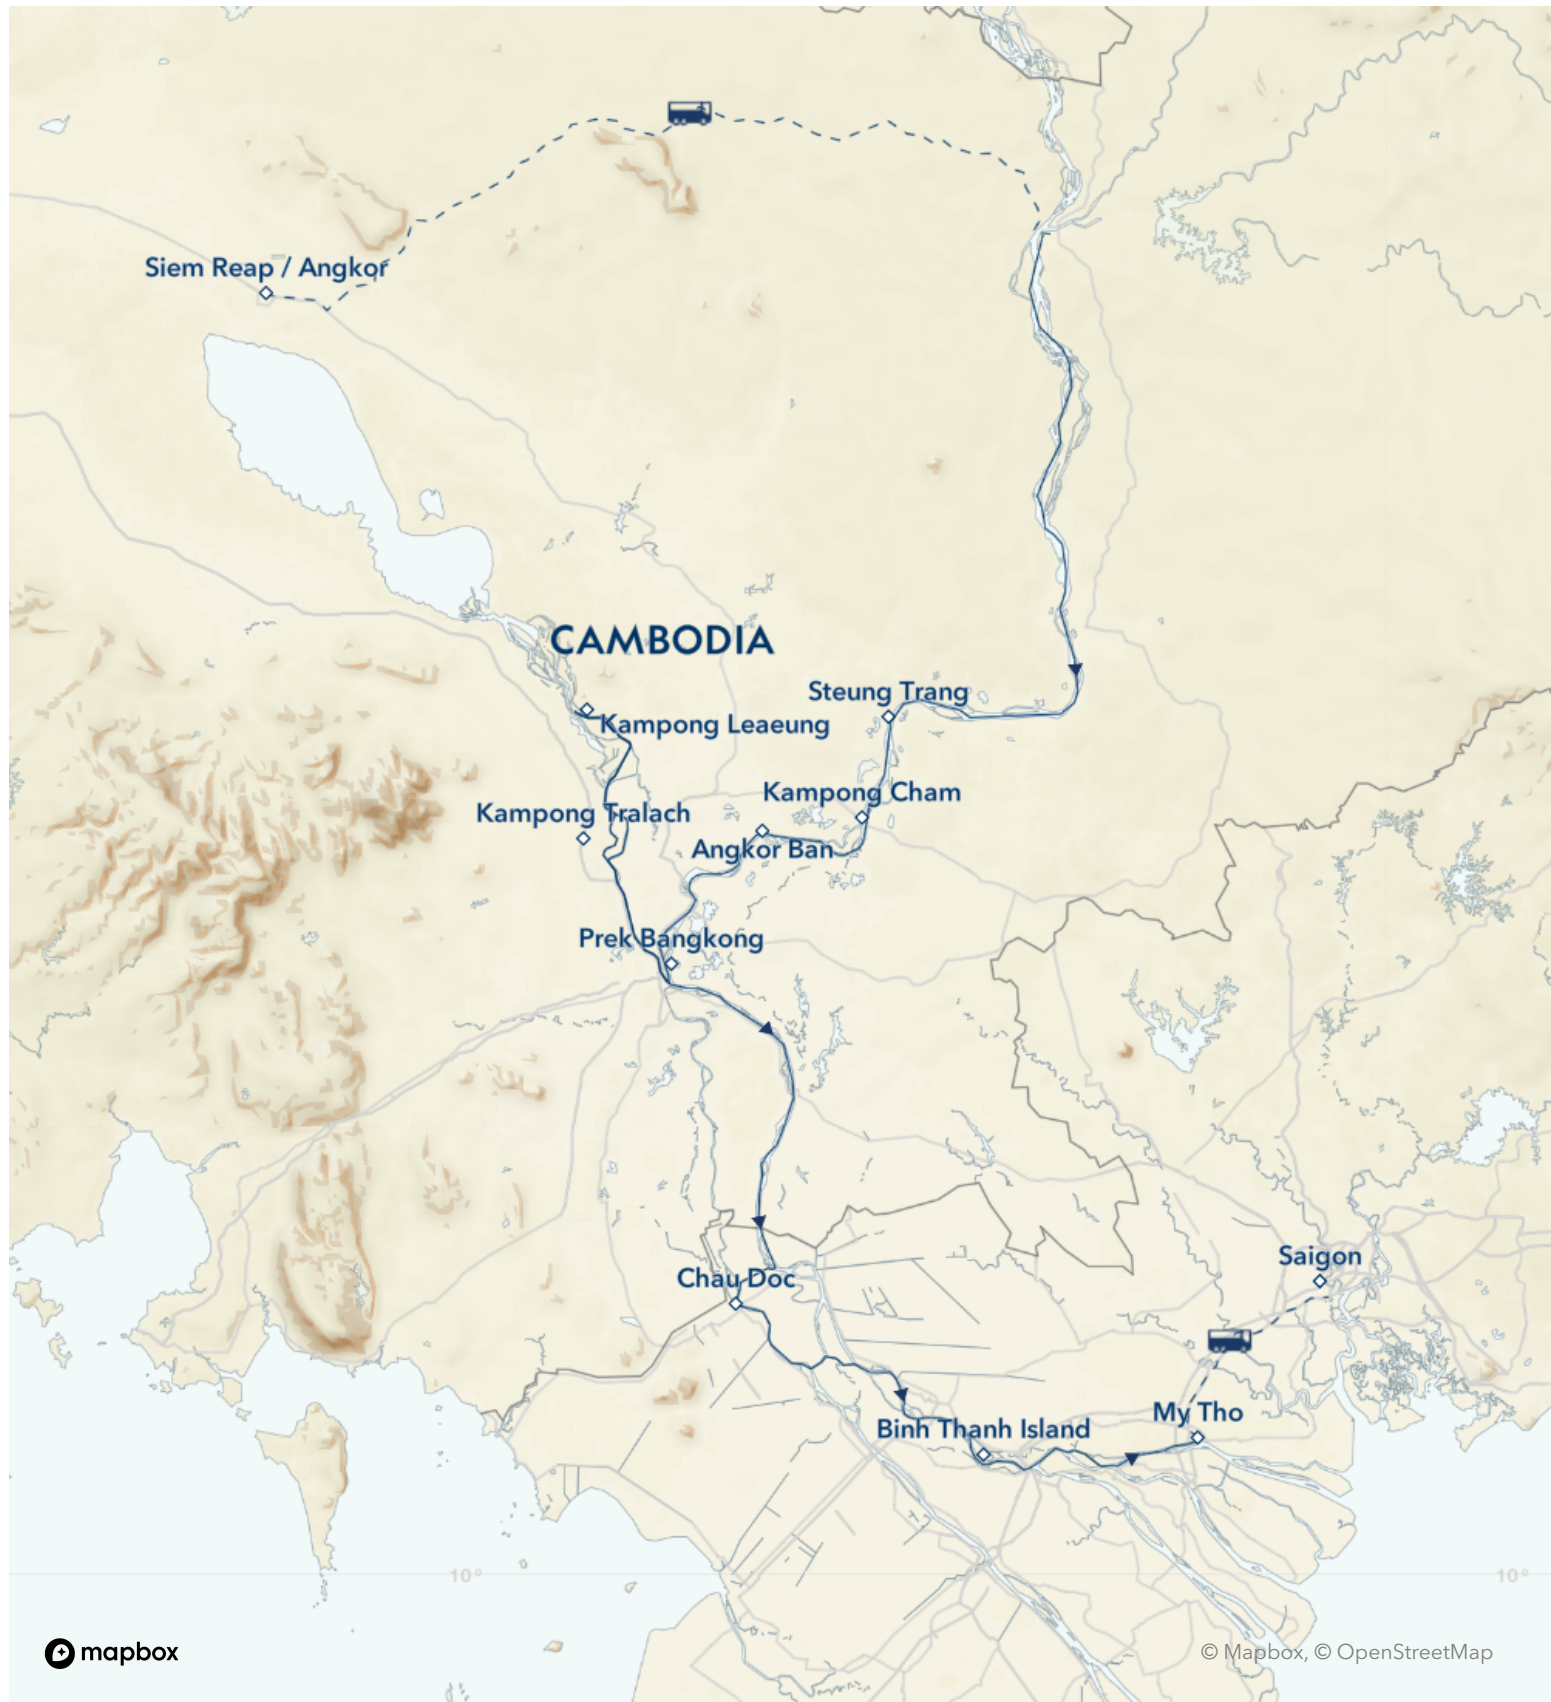 Siem Reap / Angkor
CAMBODIA
Steung Trang
Kampong Leaeung
Kampong Cham
Kampong Tralach
Angkor Ban
Prek Bangkong
Saigon
Chau Doc
My Tho
Binh Thanh Island
10°
10°
mapbox
© Mapbox, © OpenStreetMap